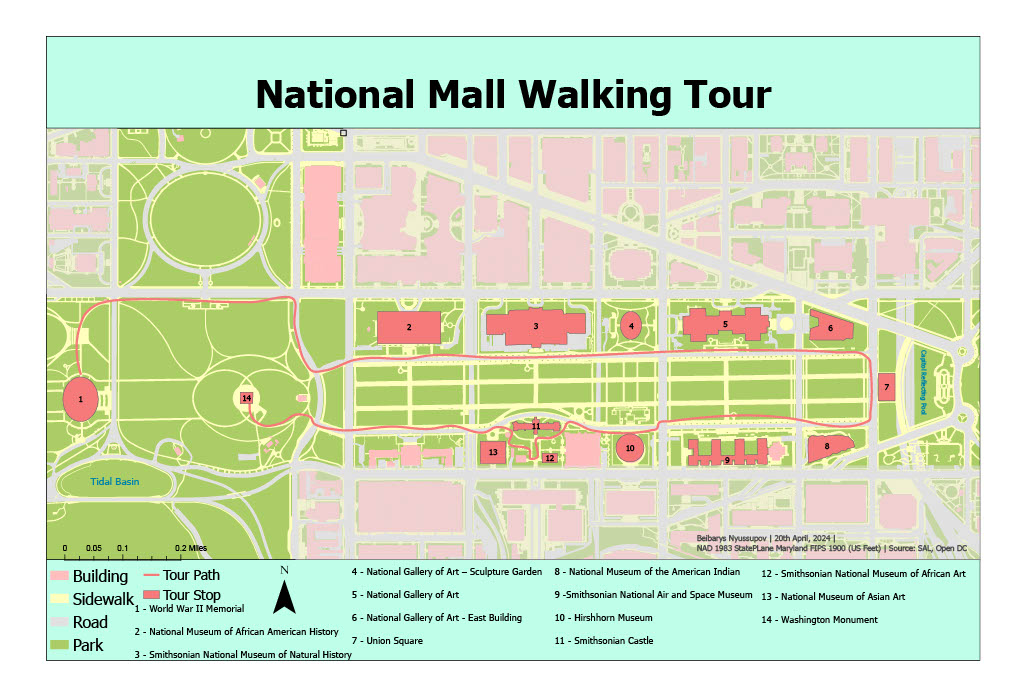 National Mall Walking Tour
2
3
4
5
6
1
14
7
Capitol Reflecting Pool
11
13
12
10
9
8
Tidal Basin
Beibarys Nyussupov | 20th April, 2024 |
NAD 1983 StatePLane Maryland FIPS 1900 (US Feet) | Source: SAL, Open DC
0 0.05 0.1 0.2 Miles
Building
Sidewalk
Road
Park
Tour Path
Tour Stop
N
1 - World War II Memorial
2 - National Museum of African American History
3 - Smithsonian National Museum of Natural History
4 - National Gallery of Art – Sculpture Garden
5 - National Gallery of Art
6 - National Gallery of Art - East Building
7 - Union Square
8 - National Museum of the American Indian
9 -Smithsonian National Air and Space Museum
10 - Hirshhorn Museum
11 - Smithsonian Castle
12 - Smithsonian National Museum of African Art
13 - National Museum of Asian Art
14 - Washington Monument